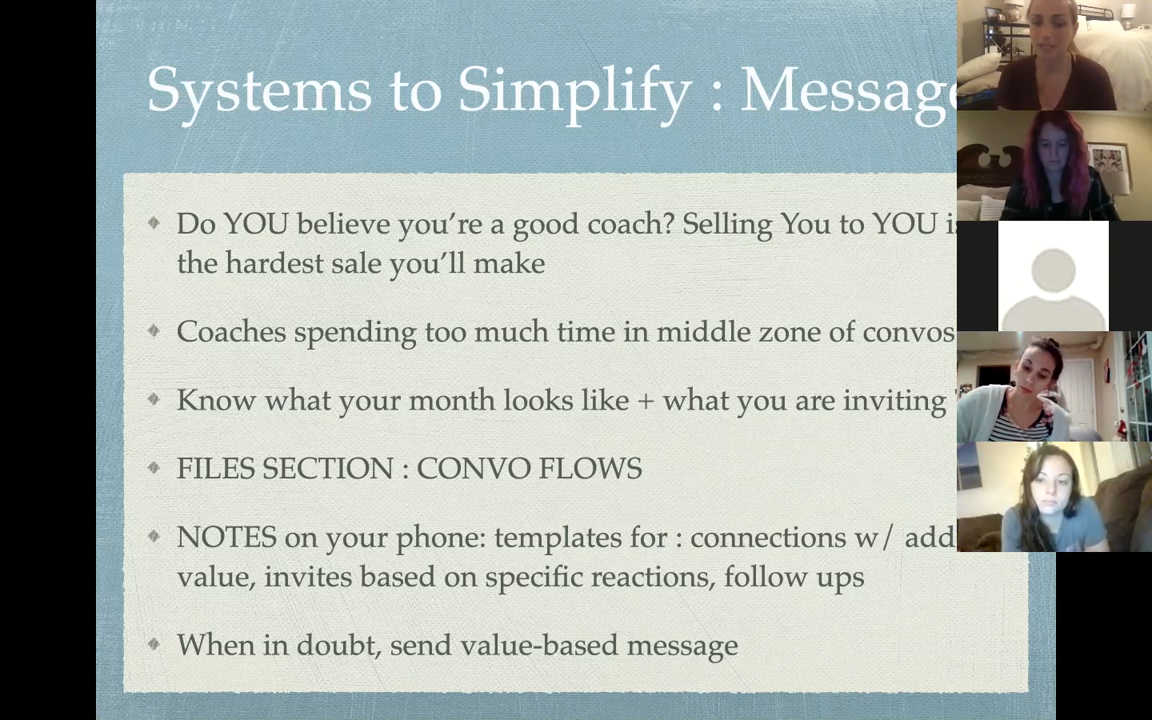 Systems to Simplify : Message
Do YOU believe you're a good coach? Selling You to YOU is
the hardest sale you'll make
Coaches spending too much time in middle zone of convos
Know what your month looks like + what you are inviting
FILES SECTION : CONVO FLOWS
NOTES on your phone: templates for : connections w/ add
value, invites based on specific reactions, follow ups
When in doubt, send value-based message